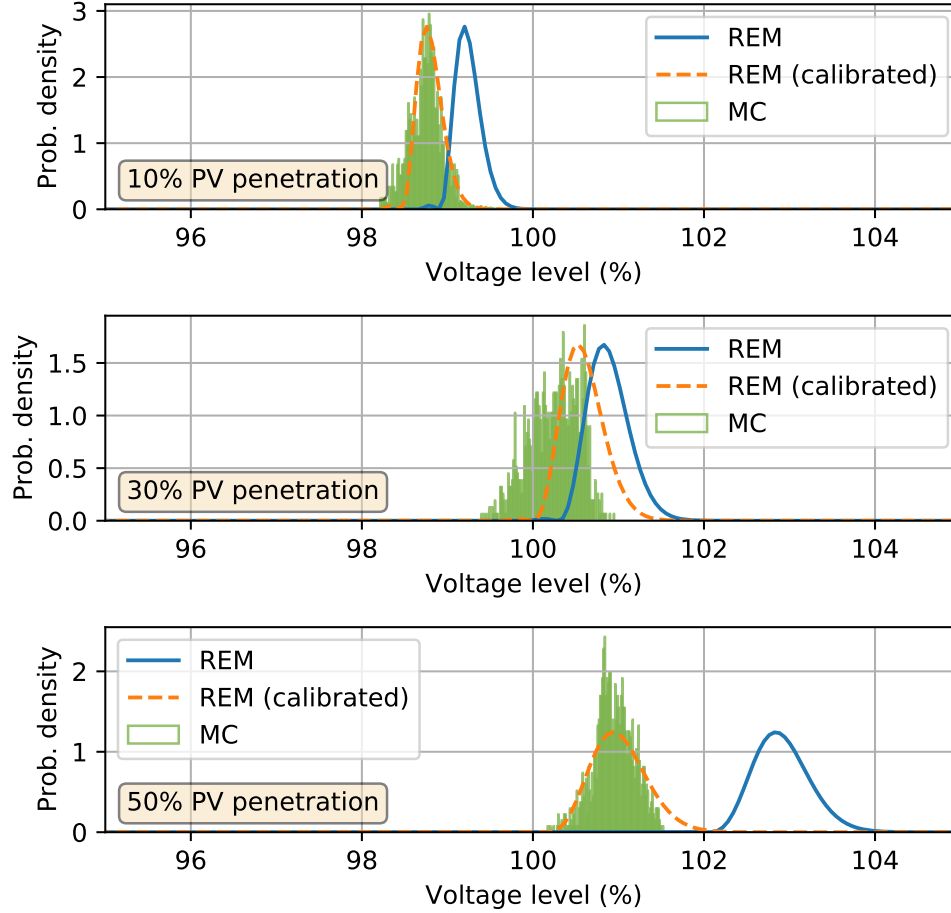 3
2
1
0
Prob. density
REM
REM (calibrated)
MC
10% PV penetration
96 98 100 102 104
Voltage level (%)
1.5
1.0
0.5
0.0
Prob. density
REM
REM (calibrated)
MC
30% PV penetration
96 98 100 102 104
Voltage level (%)
2
1
0
Prob. density
REM
REM (calibrated)
MC
50% PV penetration
96 98 100 102 104
Voltage level (%)